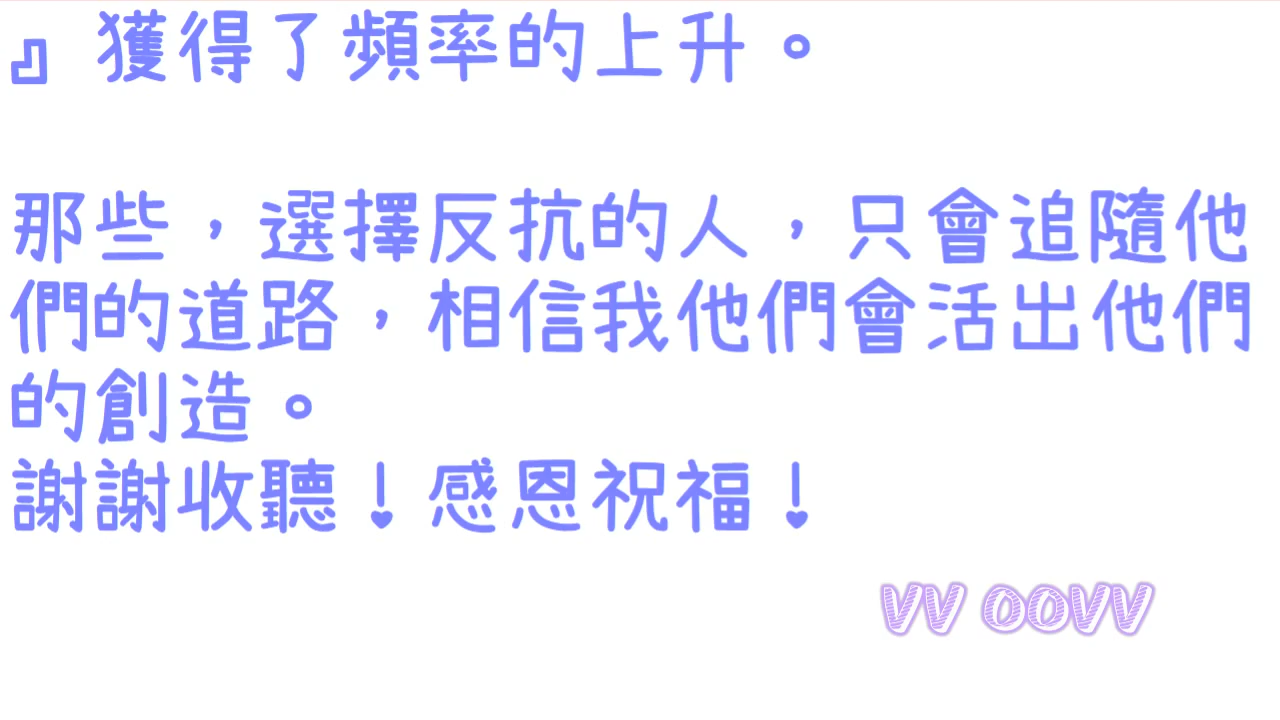 』獲得了頻率的上升。
那些，選擇反抗的人，只會追隨他
們的道路，相信我他們會活出他們
的創造。
謝謝收聽！感恩祝福！
VV OOVV